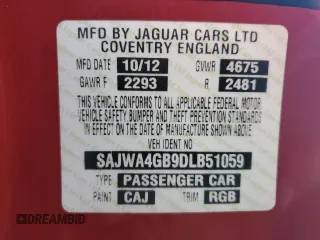 MFD BY JAGUAR CARS LTD
COVENTRY ENGLAND
MFD DATE 10/12 GVWR 4675
GAWR F 2293 R 2481
THIS VEHICLE CONFORMS TO ALL APPLICABLE FEDERAL MOTOR
VEHICLE SAFETY BUMPER AND THEFT PREVENTION STANDARDS IN
EFFECT ON THE DATE OF MANUFACTURE SHOWN ABOVE.
VEH IDENT NO
SAJWA4GB9DLB51059
TYPE PASSENGER CAR
PAINT CAJ TRIM RGB
DREAMBID